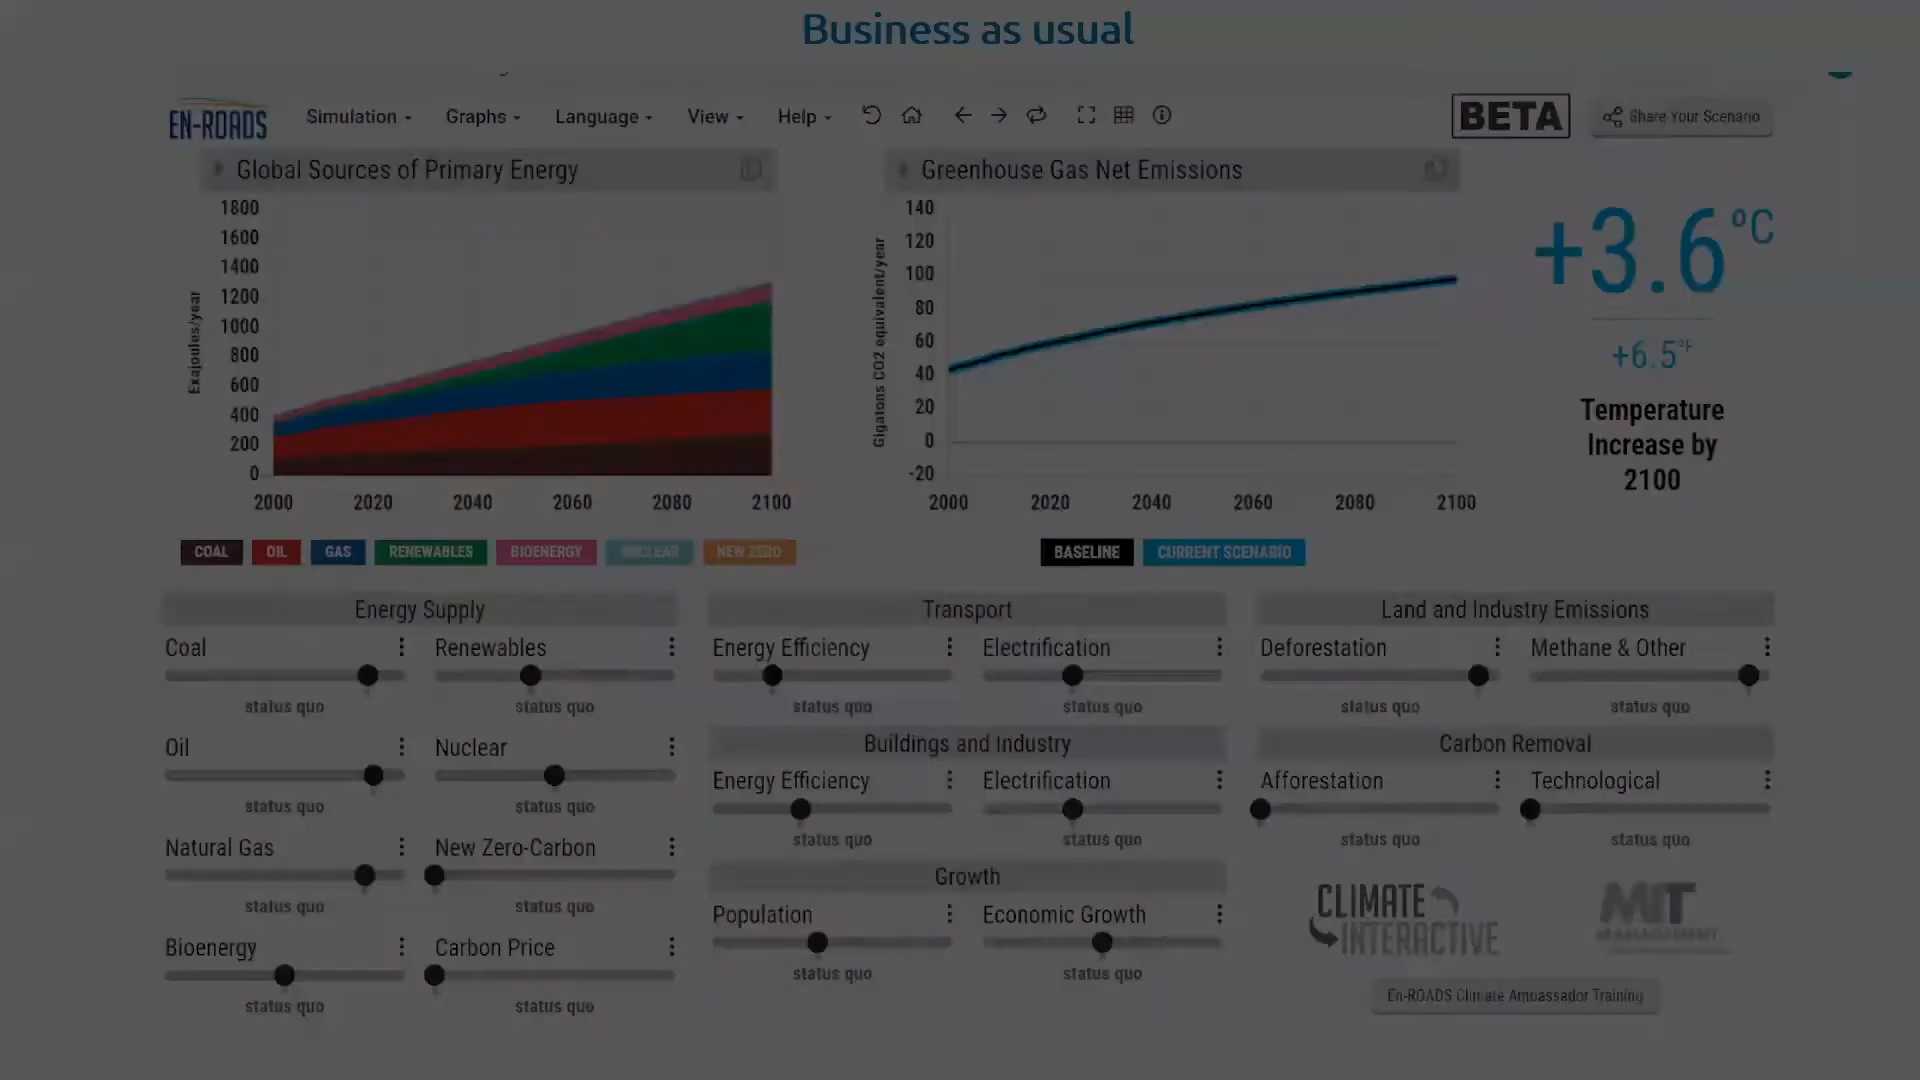 Business as usual
EN-ROADS
Simulation Graphs Language View Help
BETA
Share Your Scenario
Global Sources of Primary Energy
1800
1600
1400
1200
1000
800
600
400
200
0
Exajoules/year
2000 2020 2040 2060 2080 2100
COAL OIL GAS RENEWABLES BIOENERGY NUCLEAR NEW ZERO
Greenhouse Gas Net Emissions
140
120
100
80
60
40
20
0
-20
Gigatons CO2 equivalent/year
2000 2020 2040 2060 2080 2100
BASELINE CURRENT SCENARIO
+3.6°C
+6.5°F
Temperature
Increase by
2100
Energy Supply
Coal Renewables
status quo status quo
Oil Nuclear
status quo status quo
Natural Gas New Zero-Carbon
status quo status quo
Bioenergy Carbon Price
status quo status quo
Transport
Energy Efficiency Electrification
status quo status quo
Buildings and Industry
Energy Efficiency Electrification
status quo status quo
Growth
Population Economic Growth
status quo status quo
Land and Industry Emissions
Deforestation Methane & Other
status quo status quo
Carbon Removal
Afforestation Technological
status quo status quo
CLIMATE
INTERACTIVE
MIT
En-ROADS Climate Ambassador Training